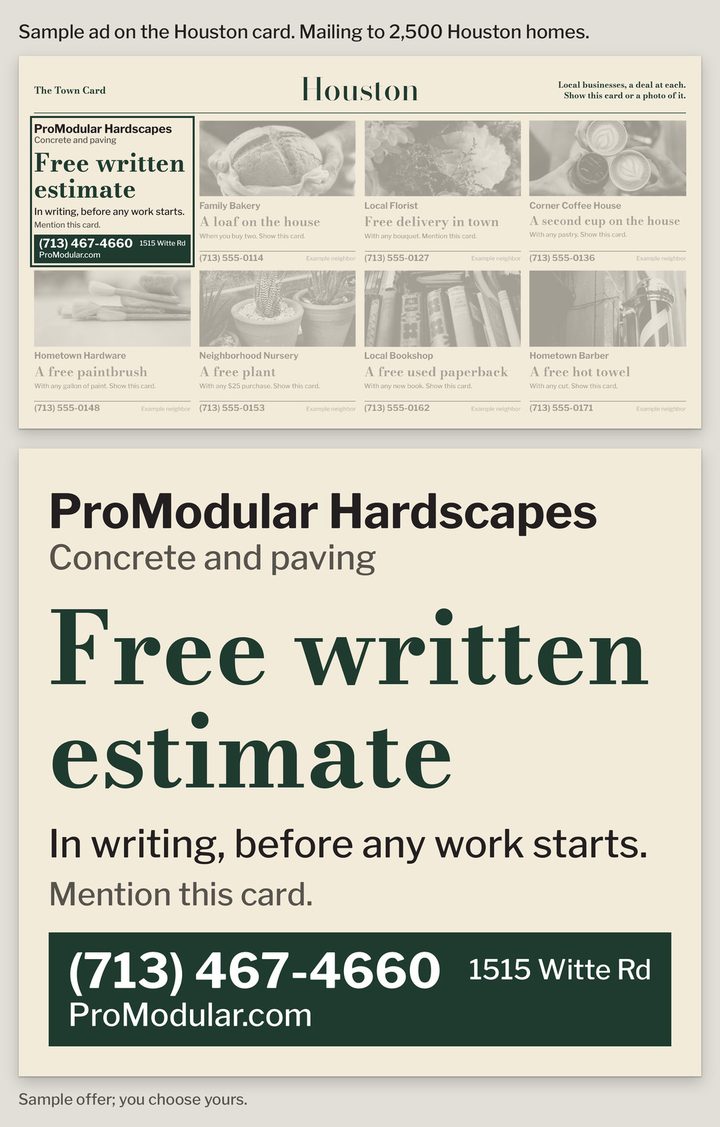 Sample ad on the Houston card. Mailing to 2,500 Houston homes.
The Town Card
Houston
Local businesses, a deal at each.
Show this card or a photo of it.
ProModular Hardscapes
Concrete and paving
Free written
estimate
In writing, before any work starts.
Mention this card.
(713) 467-4660 1515 Witte Rd
ProModular.com
Family Bakery
A loaf on the house
When you buy two. Show this card.
(713) 555-0114
Local Florist
Free delivery in town
With any bouquet. Mention this card.
(713) 555-0127
Corner Coffee House
A second cup on the house
With any pastry. Show this card.
(713) 555-0136 Example neighbor
Hometown Hardware
A free paintbrush
With any gallon of paint. Show this card.
(713) 555-0148 Example neighbor
Neighborhood Nursery
A free plant
With any $25 purchase. Show this card.
(713) 555-0153 Example neighbor
Local Bookshop
A free used paperback
With any new book. Show this card.
(713) 555-0162 Example neighbor
Hometown Barber
A free hot towel
With any cut. Show this card.
(713) 555-0171 Example neighbor
ProModular Hardscapes
Concrete and paving
Free written
estimate
In writing, before any work starts.
Mention this card.
(713) 467-4660 1515 Witte Rd
ProModular.com
Sample offer; you choose yours.